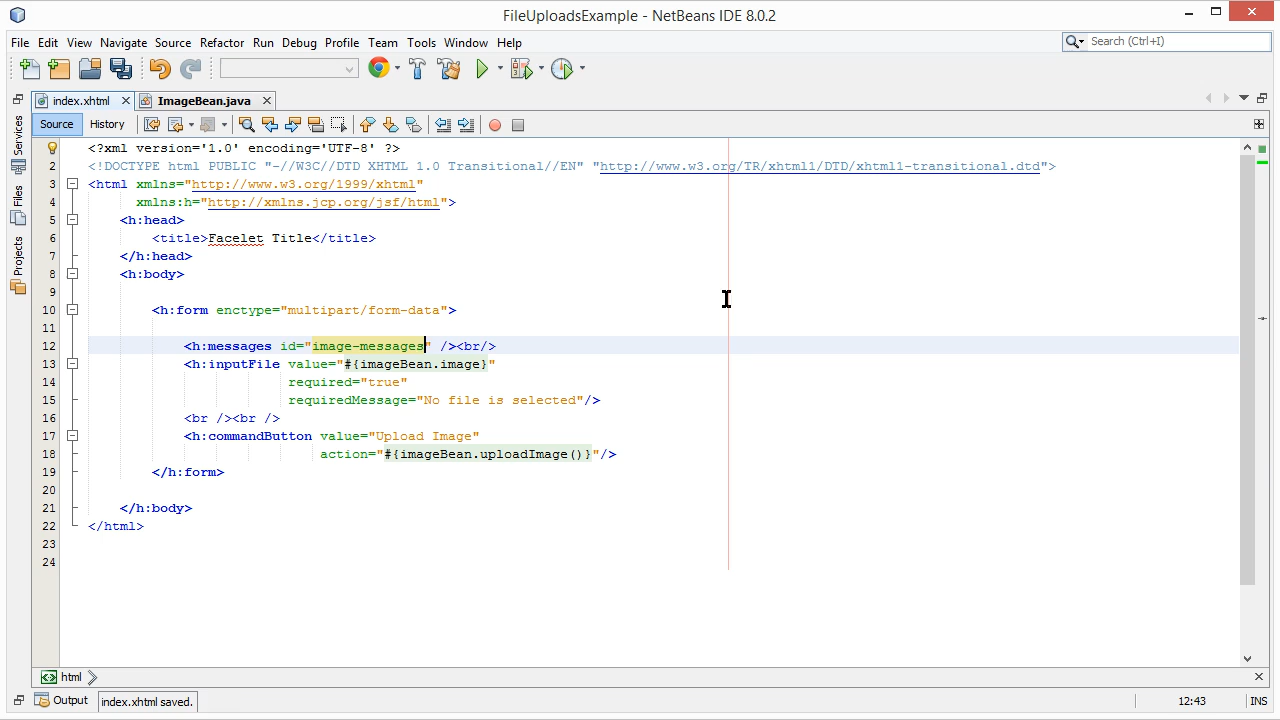 FileUploadsExample - NetBeans IDE 8.0.2
File Edit View Navigate Source Refactor Run Debug Profile Team Tools Window Help
Search (Ctrl+I)
index.xhtml ImageBean.java
Source History
Services
Files
Projects
1 <?xml version='1.0' encoding='UTF-8' ?>
2 <!DOCTYPE html PUBLIC "-//W3C//DTD XHTML 1.0 Transitional//EN" "http://www.w3.org/TR/xhtml1/DTD/xhtml1-transitional.dtd">
3 <html xmlns="http://www.w3.org/1999/xhtml"
4 xmlns:h="http://xmlns.jcp.org/jsf/html">
5 <h:head>
6 <title>Facelet Title</title>
7 </h:head>
8 <h:body>
9
10 <h:form enctype="multipart/form-data">
11
12 <h:messages id="image-messages" /><br/>
13 <h:inputFile value="#{imageBean.image}"
14 required="true"
15 requiredMessage="No file is selected"/>
16 <br /><br />
17 <h:commandButton value="Upload Image"
18 action="#{imageBean.uploadImage()}"/>
19 </h:form>
20
21 </h:body>
22 </html>
23
24
html
Output index.xhtml saved. 12:43 INS